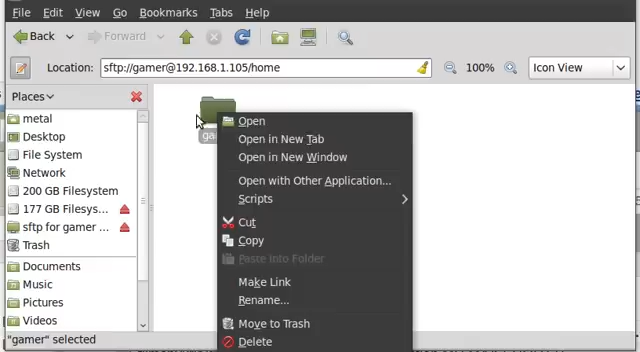 File Edit View Go Bookmarks Tabs Help
Back Forward
Location: sftp://gamer@192.168.1.105/home 100% Icon View
Places
metal
Desktop
File System
Network
200 GB Filesystem
177 GB Filesys...
sftp for gamer ...
Trash
Documents
Music
Pictures
Videos
Open
Open in New Tab
Open in New Window
Open with Other Application...
Scripts
Cut
Copy
Paste Into Folder
Make Link
Rename...
Move to Trash
Delete
"gamer" selected